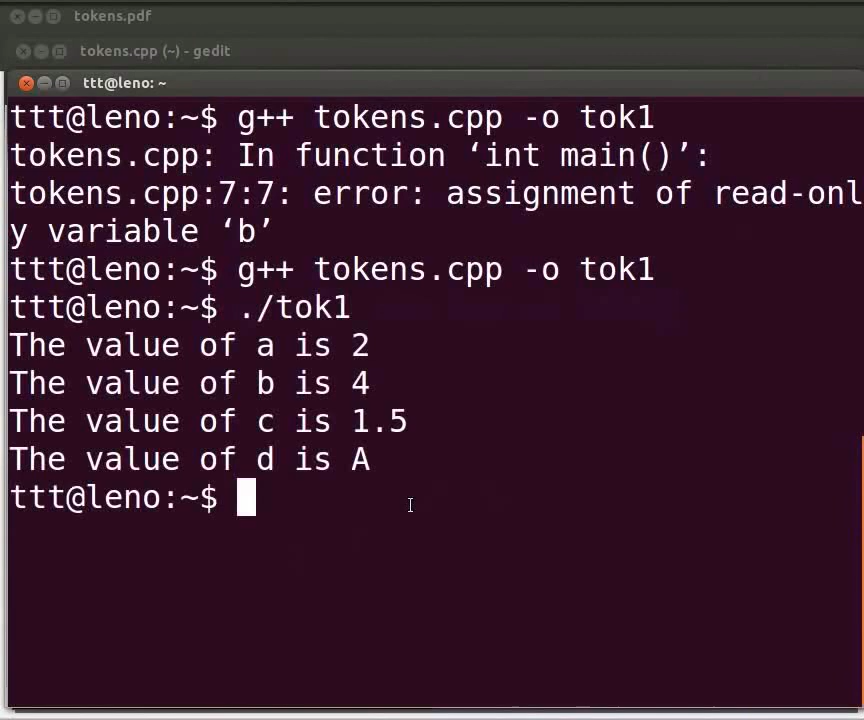 tokens.pdf
tokens.cpp (~) - gedit
ttt@leno: ~
ttt@leno:~$ g++ tokens.cpp -o tok1
tokens.cpp: In function ‘int main()’:
tokens.cpp:7:7: error: assignment of read-onl
y variable ‘b’
ttt@leno:~$ g++ tokens.cpp -o tok1
ttt@leno:~$ ./tok1
The value of a is 2
The value of b is 4
The value of c is 1.5
The value of d is A
ttt@leno:~$